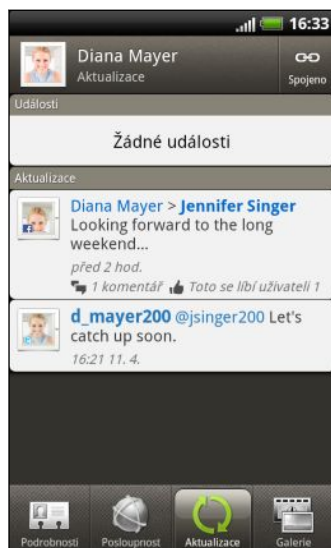 16:33
Diana Mayer
Aktualizace
Spojeno
Události
Žádné události
Aktualizace
Diana Mayer > Jennifer Singer
Looking forward to the long
weekend...
před 2 hod.
1 komentář Toto se líbí uživateli 1
d_mayer200 @jsinger200 Let's
catch up soon.
16:21 11. 4.
Podrobnosti Posloupnost Aktualizace Galerie